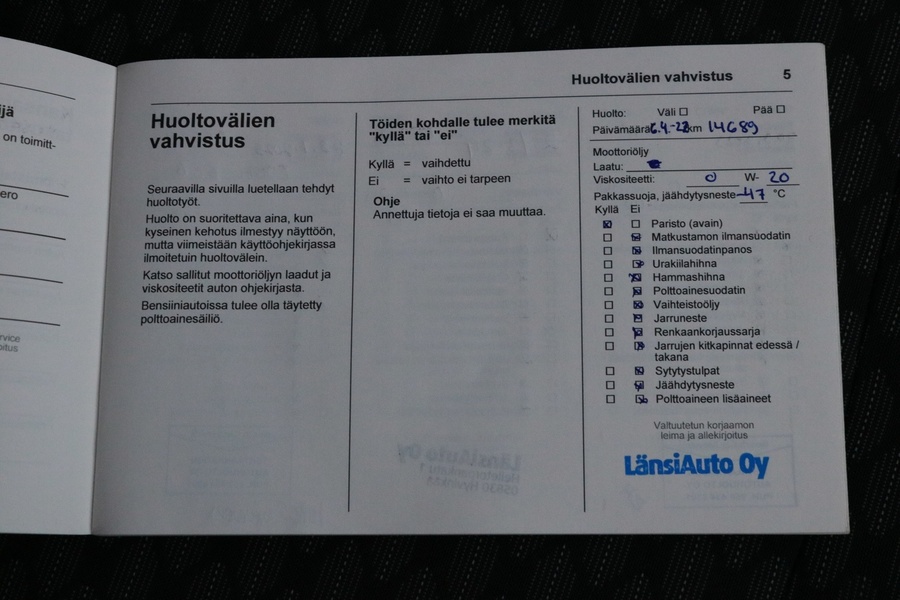 ijä
on toimitt-
ero
rvice
oitus
Huoltovälien vahvistus 5
Huoltovälien
vahvistus
Seuraavilla sivuilla luetellaan tehdyt
huoltotyöt.
Huolto on suoritettava aina, kun
kyseinen kehotus ilmestyy näyttöön,
mutta viimeistään käyttöohjekirjassa
ilmoitetuin huoltovälein.
Katso sallitut moottoriöljyn laadut ja
viskositeetit auton ohjekirjasta.
Bensiiniautoissa tulee olla täytetty
polttoainesäiliö.
Töiden kohdalle tulee merkitä
"kyllä" tai "ei"
Kyllä = vaihdettu
Ei = vaihto ei tarpeen
Ohje
Annettuja tietoja ei saa muuttaa.
Huolto: Väli Pää
Päivämäärä 6.4.-22 km 14689
Moottoriöljy
Laatu:
Viskositeetti: 0 W- 20
Pakkassuoja, jäähdytysneste -47 °C
Kyllä Ei
Paristo (avain)
Matkustamon ilmansuodatin
Ilmansuodatinpanos
Urakiilahihna
Hammashihna
Polttoainesuodatin
Vaihteistoöljy
Jarruneste
Renkaankorjaussarja
Jarrujen kitkapinnat edessä /
takana
Sytytystulpat
Jäähdytysneste
Polttoaineen lisäaineet
Valtuutetun korjaamon
leima ja allekirjoitus
LänsiAuto Oy